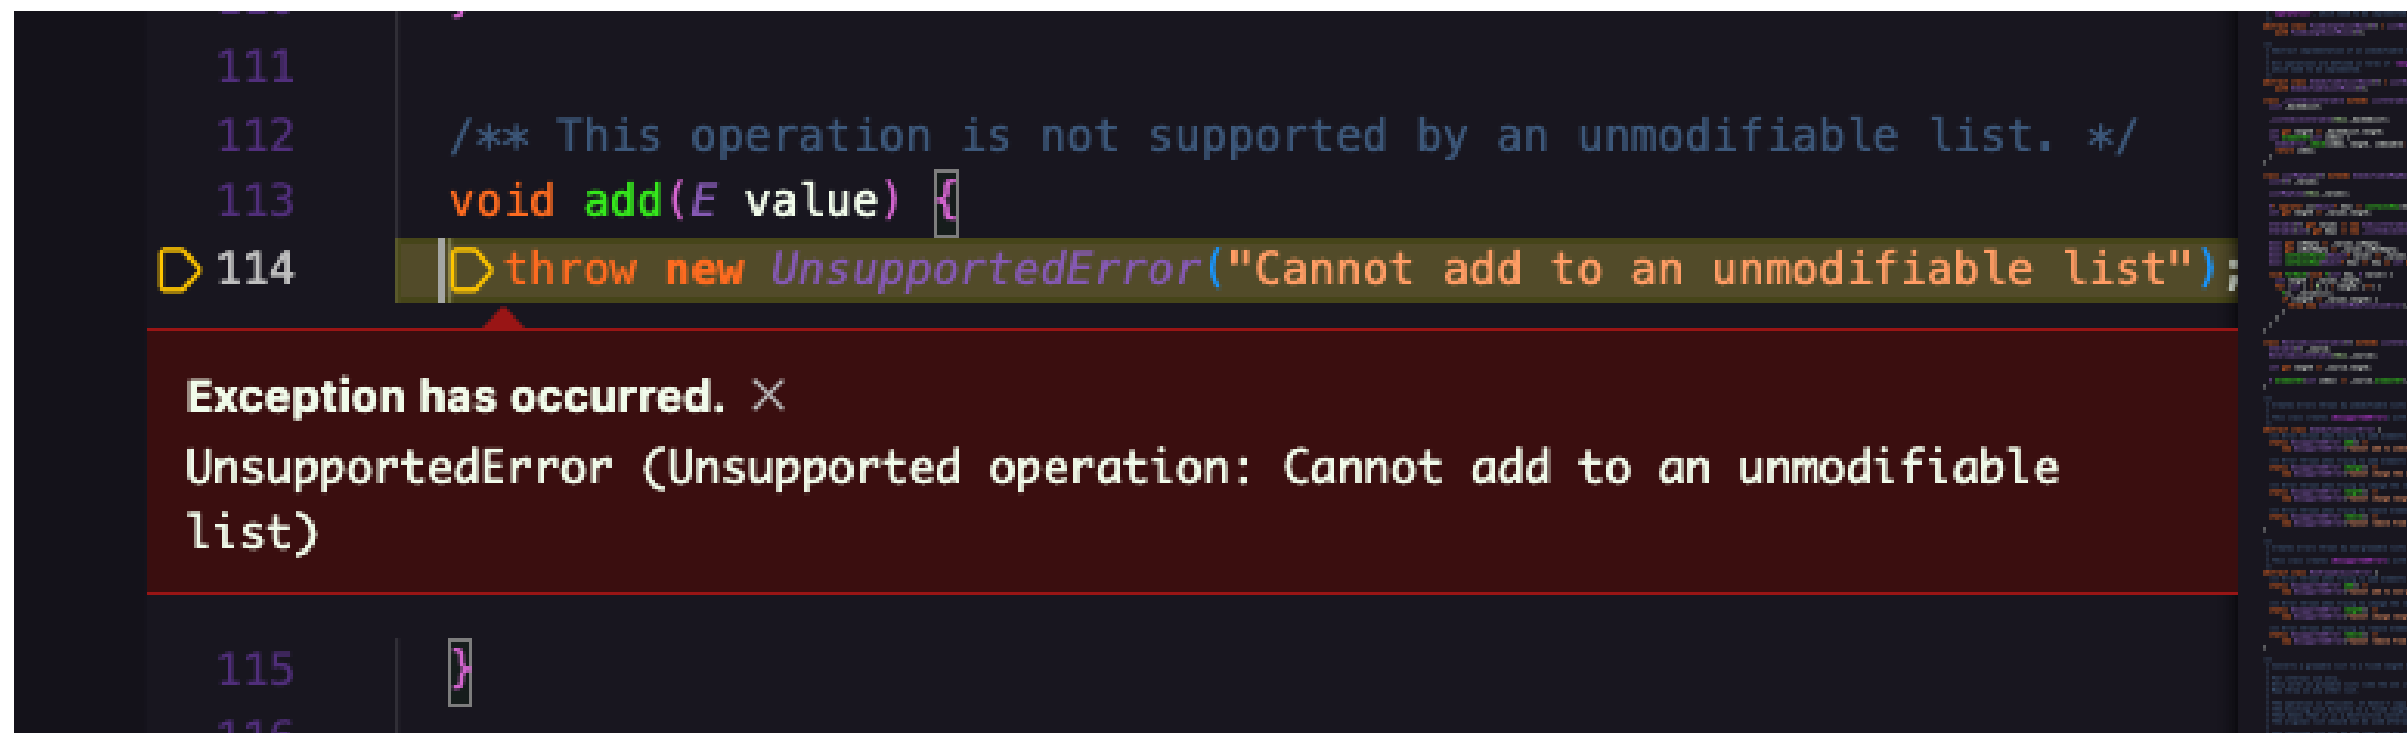 111
112 /** This operation is not supported by an unmodifiable list. */
113 void add(E value) {
114 throw new UnsupportedError("Cannot add to an unmodifiable list");
Exception has occurred. ×
UnsupportedError (Unsupported operation: Cannot add to an unmodifiable
list)
115 }